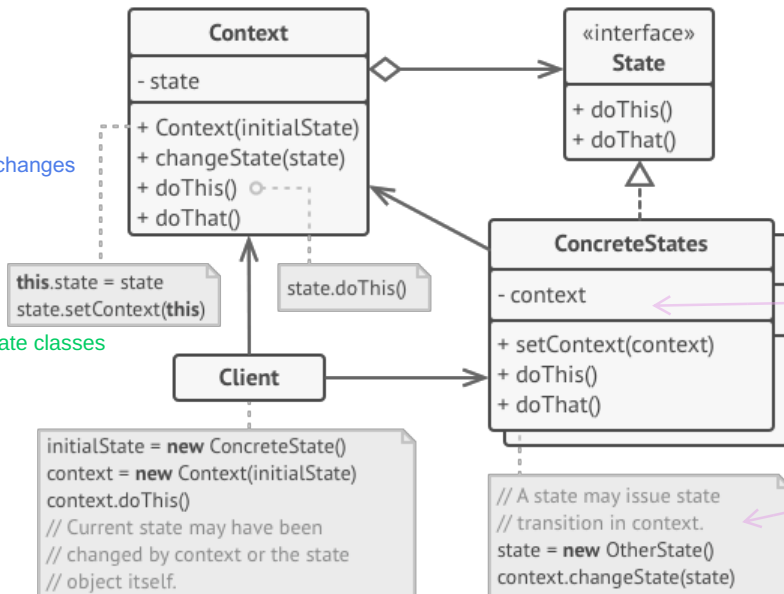 Context
- state
+ Context(initialState)
+ changeState(state)
+ doThis()
+ doThat()
«interface»
State
+ doThis()
+ doThat()
changes
this.state = state
state.setContext(this)
state.doThis()
ate classes
ConcreteStates
- context
+ setContext(context)
+ doThis()
+ doThat()
Client
initialState = new ConcreteState()
context = new Context(initialState)
context.doThis()
// Current state may have been
// changed by context or the state
// object itself.
// A state may issue state
// transition in context.
state = new OtherState()
context.changeState(state)